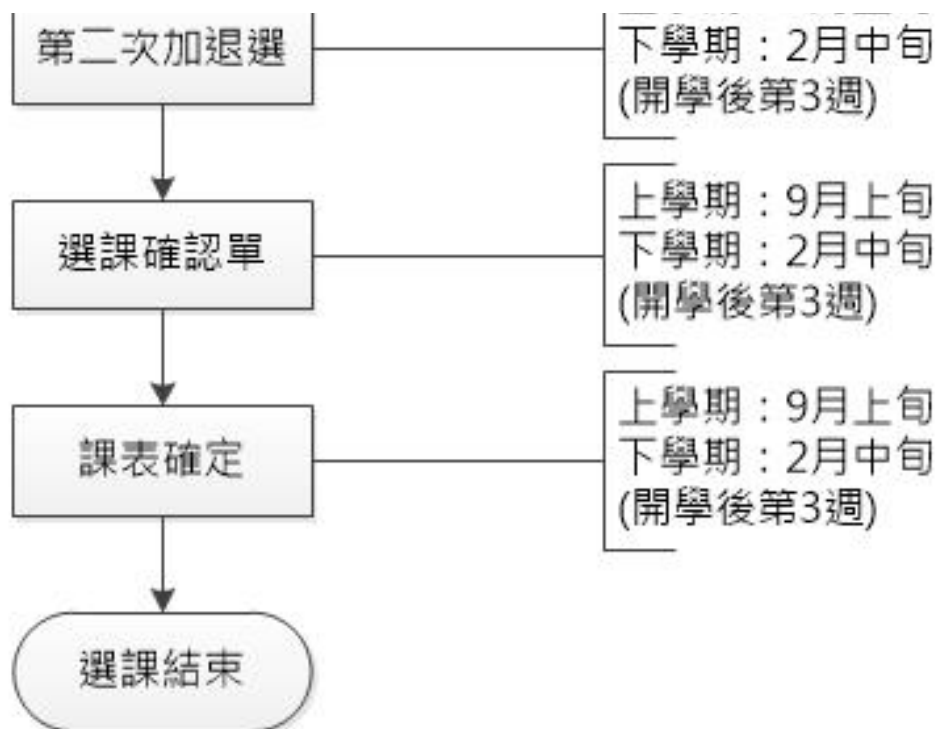 第二次加退選
下學期：2月中旬
(開學後第3週)
選課確認單
上學期：9月上旬
下學期：2月中旬
(開學後第3週)
課表確定
上學期：9月上旬
下學期：2月中旬
(開學後第3週)
選課結束